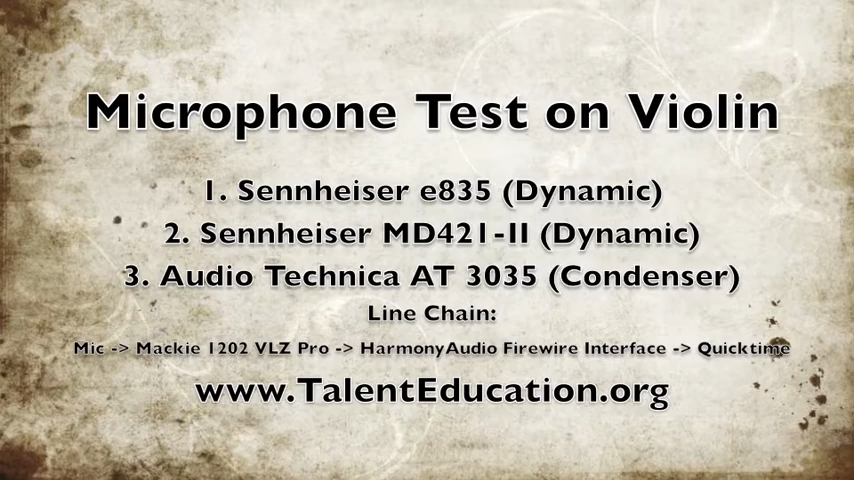 Microphone Test on Violin
1. Sennheiser e835 (Dynamic)
2. Sennheiser MD421-II (Dynamic)
3. Audio Technica AT 3035 (Condenser)
Line Chain:
Mic -> Mackie 1202 VLZ Pro -> HarmonyAudio Firewire Interface -> Quicktime
www.TalentEducation.org